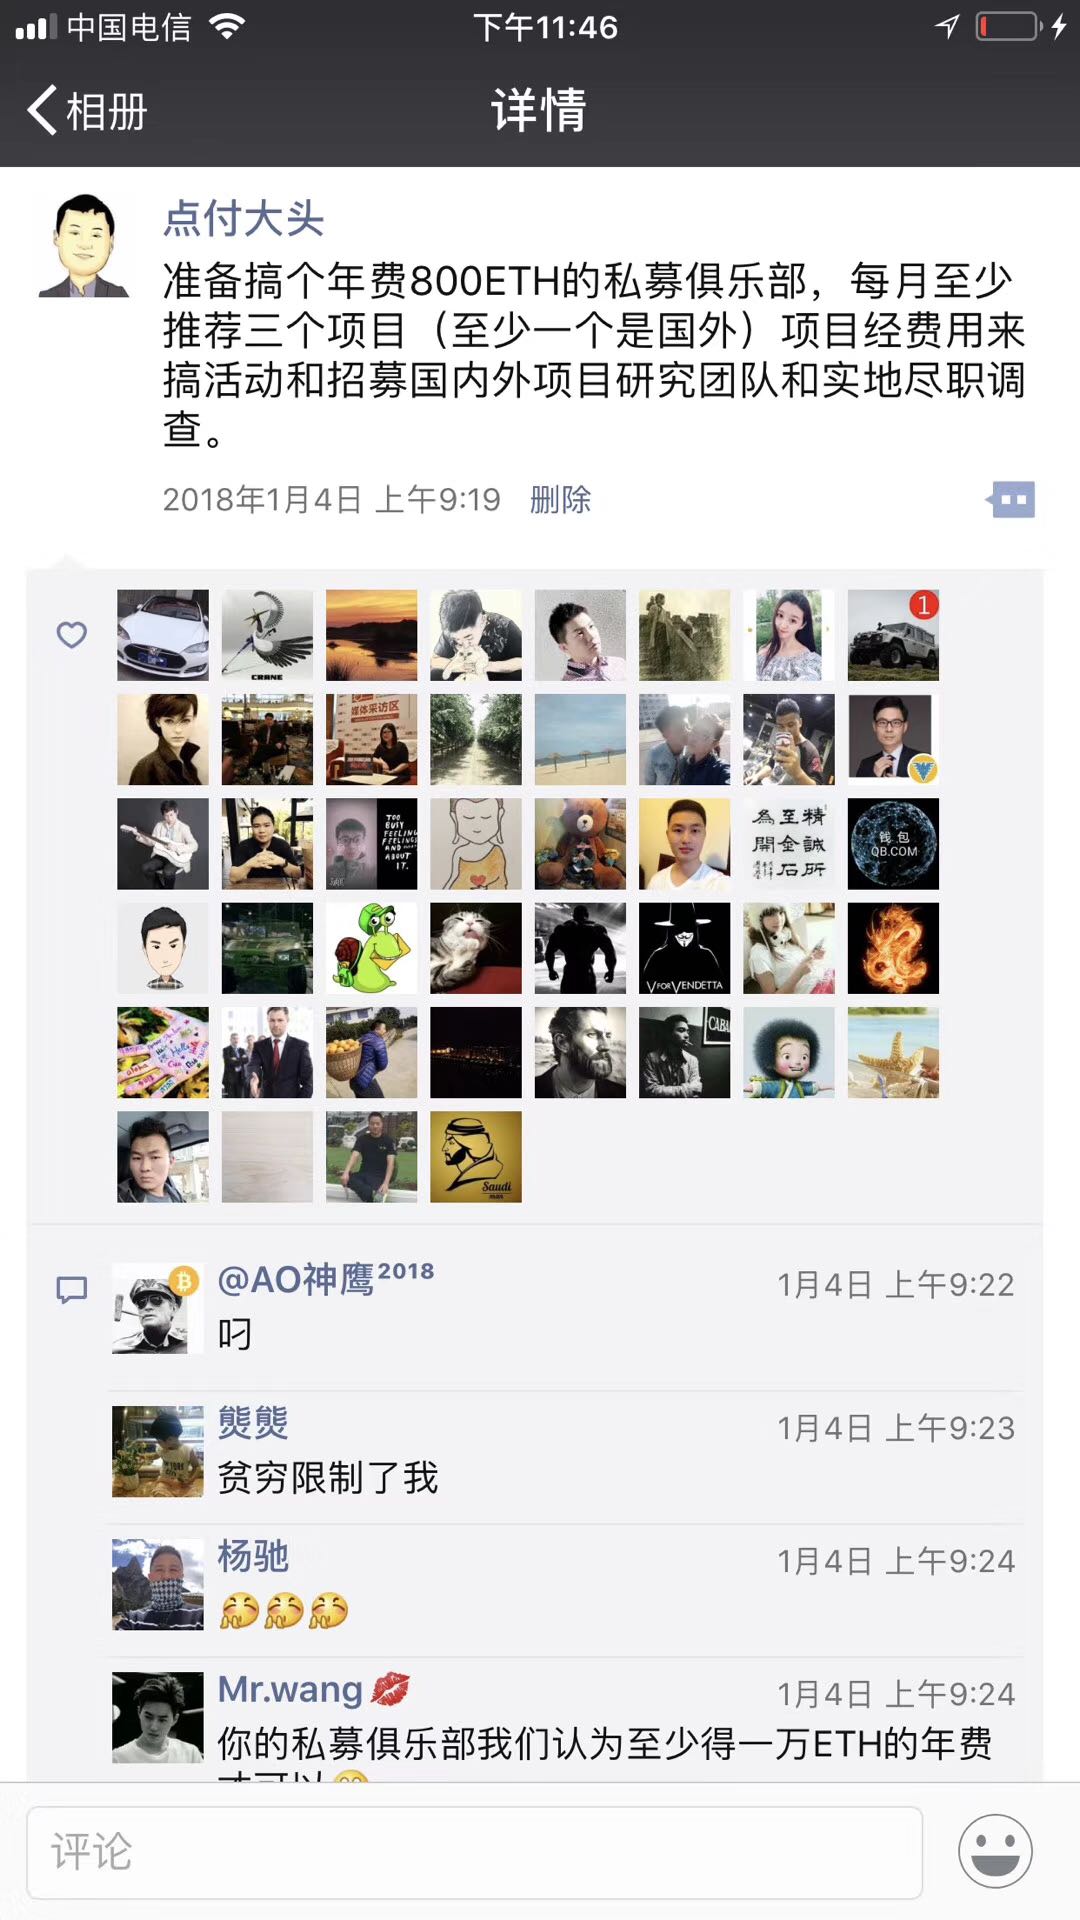 中国电信
下午11:46
相册
详情
点付大头
准备搞个年费800ETH的私募俱乐部，每月至少
推荐三个项目（至少一个是国外）项目经费用来
搞活动和招募国内外项目研究团队和实地尽职调
查。
2018年1月4日 上午9:19 删除
CRANE
1
媒体采访区
TOO
BUSY
FEELING
FEELINGS
AND
ABOUT
IT.
精誠所
至金石
為開
钱包
QB.COM
V FOR VENDETTA
aloha
CABA
Saudi
man
@AO神鹰²⁰¹⁸
1月4日 上午9:22
叼
熋熋
1月4日 上午9:23
贫穷限制了我
杨驰
1月4日 上午9:24
🤭🤭🤭
Mr.wang💋
1月4日 上午9:24
你的私募俱乐部我们认为至少得一万ETH的年费
才可以
评论